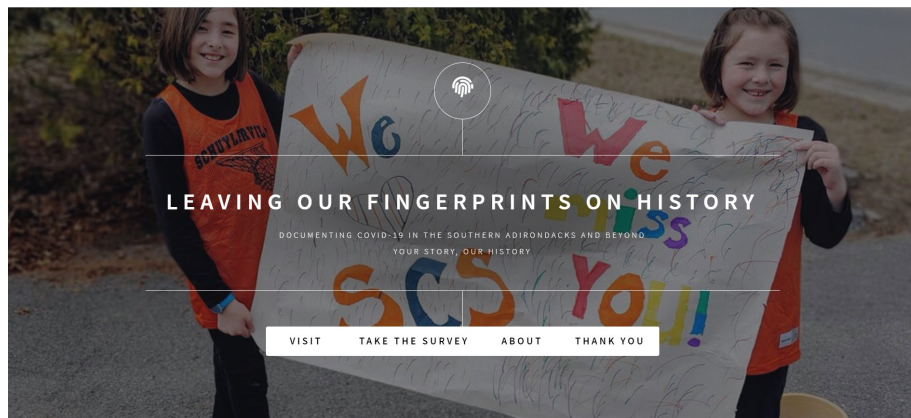 We
We
miss
SCS
You!
SCHUYLERVILLE
LEAVING OUR FINGERPRINTS ON HISTORY
DOCUMENTING COVID-19 IN THE SOUTHERN ADIRONDACKS AND BEYOND
YOUR STORY, OUR HISTORY
VISIT TAKE THE SURVEY ABOUT THANK YOU